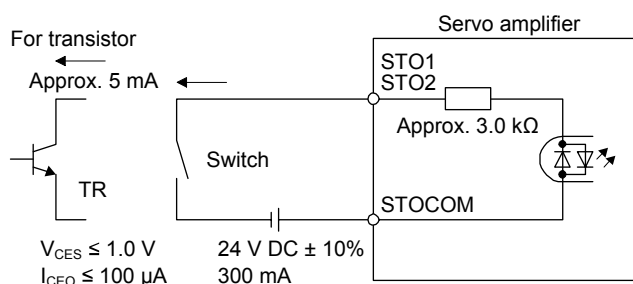 Servo amplifier
For transistor
Approx. 5 mA
STO1
STO2
Approx. 3.0 kΩ
Switch
TR
STOCOM
V_CES ≤ 1.0 V
I_CEO ≤ 100 μA
24 V DC ± 10%
300 mA